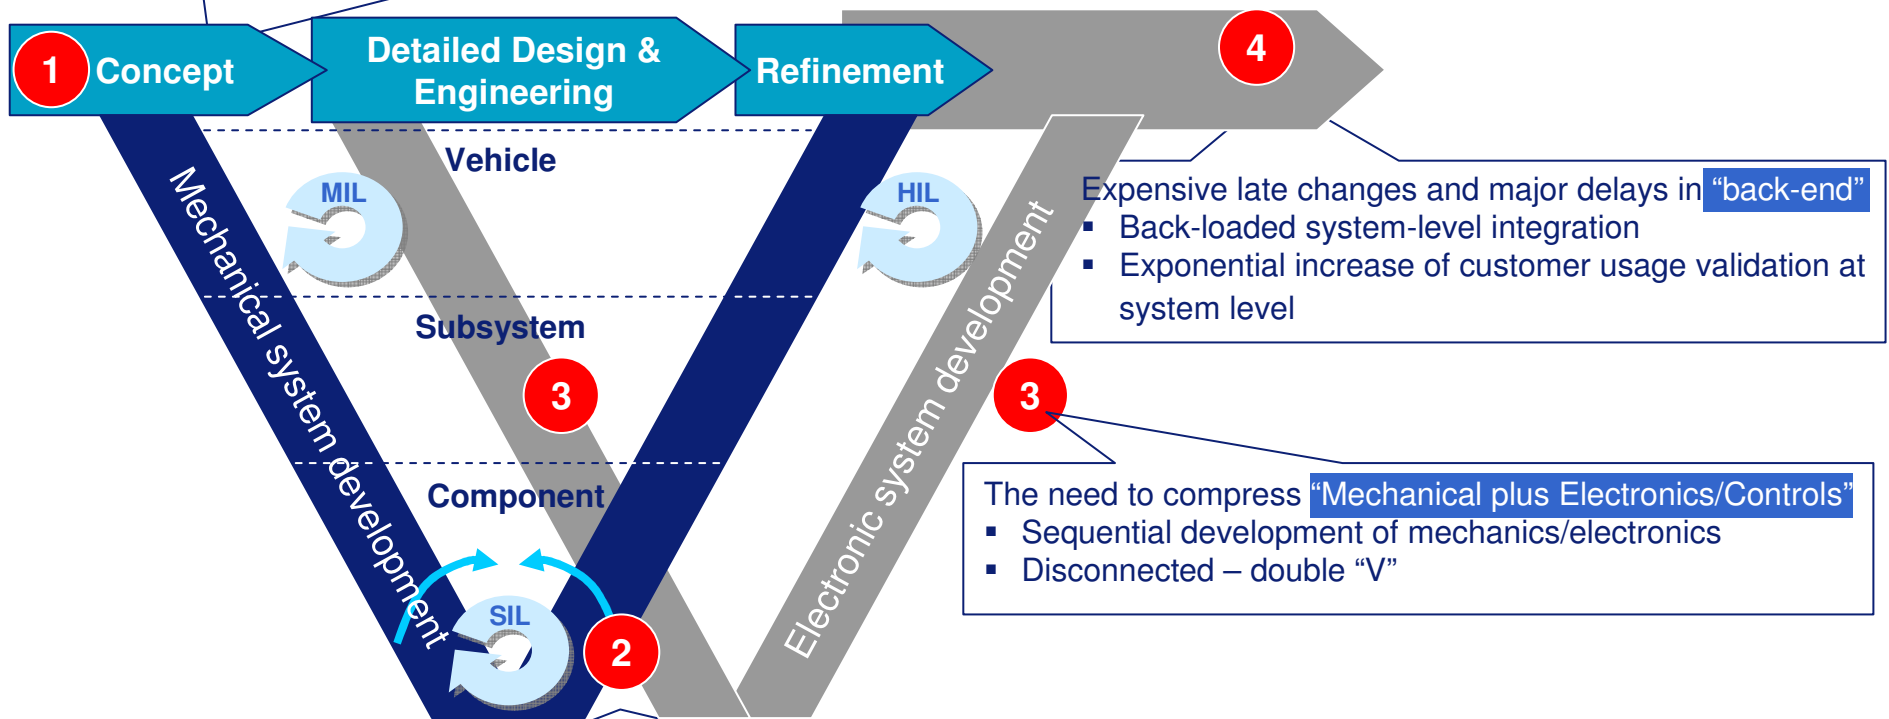 1 Concept
Detailed Design &
Engineering
Refinement
4
Vehicle
MIL
HIL
Mechanical system development
Subsystem
3
Component
SIL
2
Electronic system development
Expensive late changes and major delays in “back-end”
▪ Back-loaded system-level integration
▪ Exponential increase of customer usage validation at
system level
3
The need to compress “Mechanical plus Electronics/Controls”
▪ Sequential development of mechanics/electronics
▪ Disconnected – double “V”